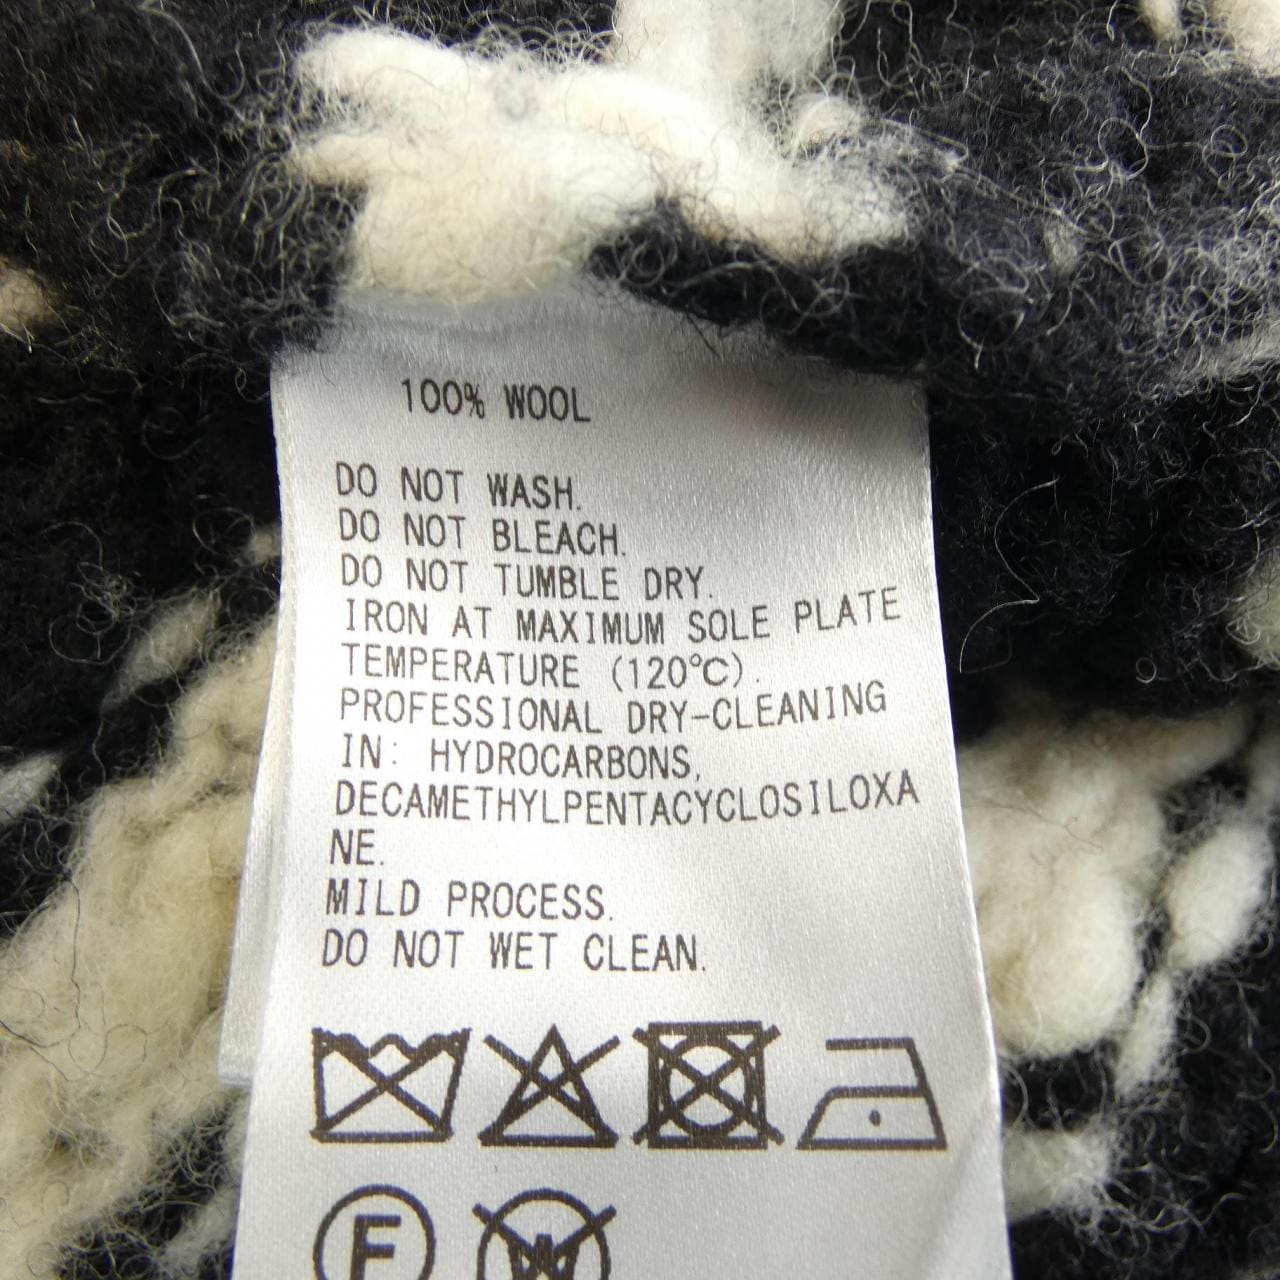 100% WOOL
DO NOT WASH.
DO NOT BLEACH.
DO NOT TUMBLE DRY.
IRON AT MAXIMUM SOLE PLATE
TEMPERATURE (120℃).
PROFESSIONAL DRY-CLEANING
IN: HYDROCARBONS,
DECAMETHYLPENTACYCLOSILOXA
NE.
MILD PROCESS.
DO NOT WET CLEAN.
F W